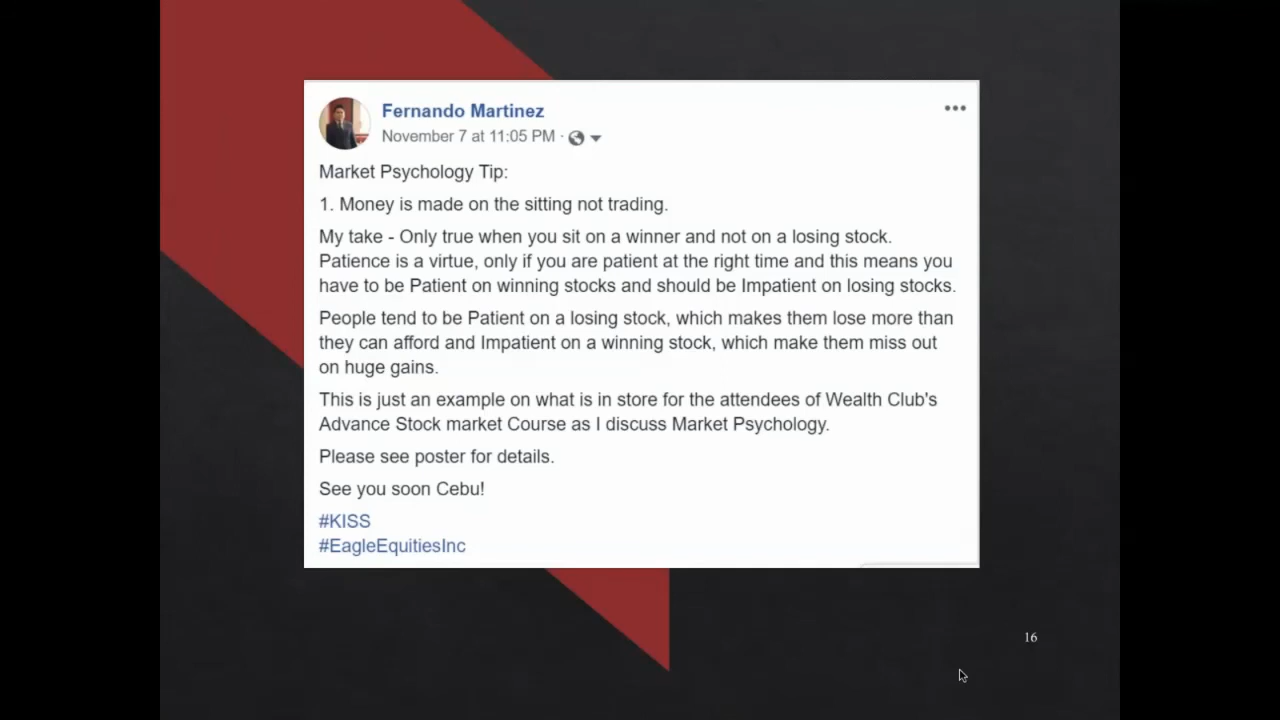 Fernando Martinez
November 7 at 11:05 PM ·
Market Psychology Tip:
1. Money is made on the sitting not trading.
My take - Only true when you sit on a winner and not on a losing stock.
Patience is a virtue, only if you are patient at the right time and this means you
have to be Patient on winning stocks and should be Impatient on losing stocks.
People tend to be Patient on a losing stock, which makes them lose more than
they can afford and Impatient on a winning stock, which make them miss out
on huge gains.
This is just an example on what is in store for the attendees of Wealth Club's
Advance Stock market Course as I discuss Market Psychology.
Please see poster for details.
See you soon Cebu!
#KISS
#EagleEquitiesInc
16